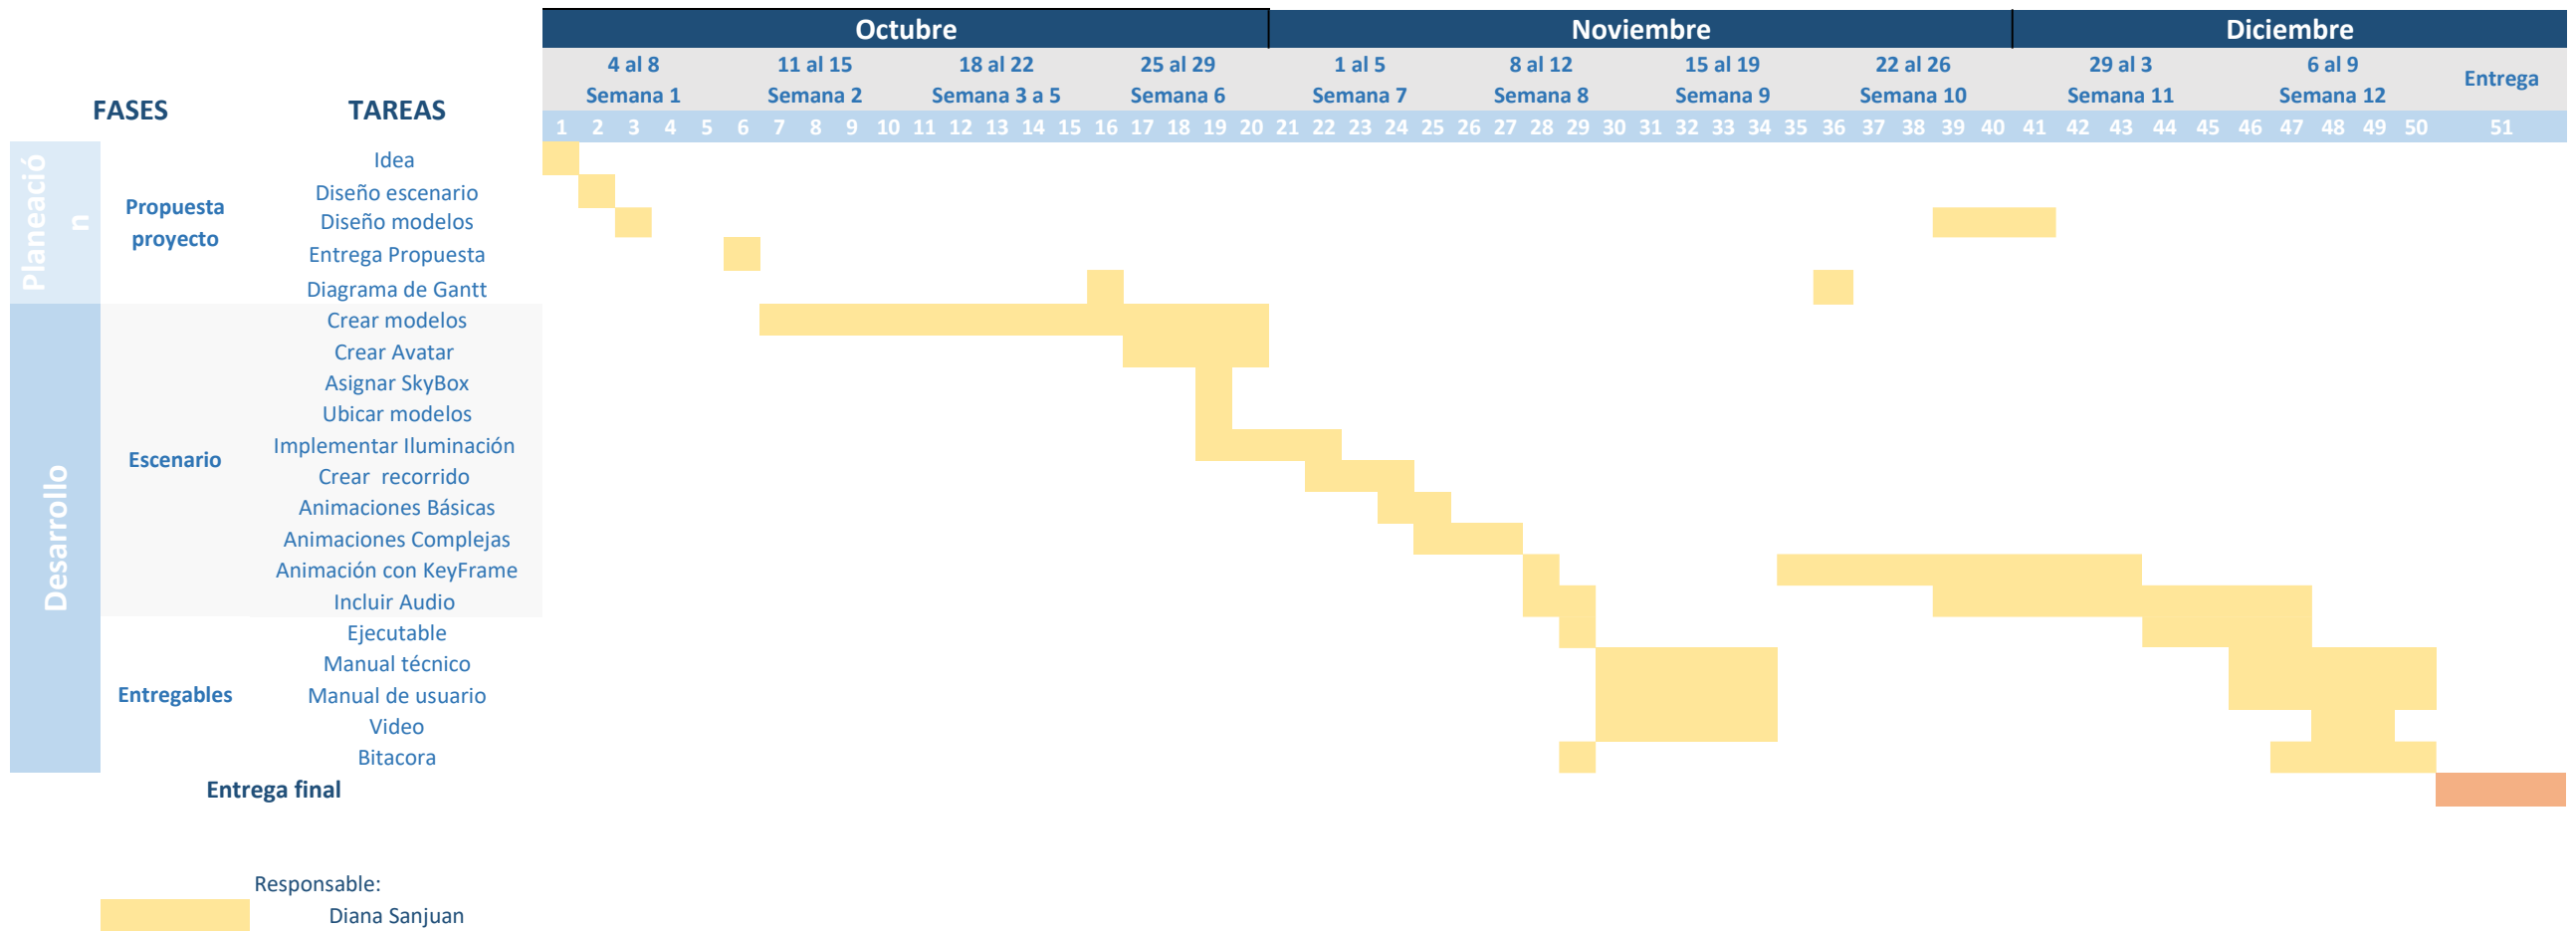 Octubre Noviembre Diciembre
4 al 8 11 al 15 18 al 22 25 al 29 1 al 5 8 al 12 15 al 19 22 al 26 29 al 3 6 al 9 Entrega
Semana 1 Semana 2 Semana 3 a 5 Semana 6 Semana 7 Semana 8 Semana 9 Semana 10 Semana 11 Semana 12
FASES TAREAS
1 2 3 4 5 6 7 8 9 10 11 12 13 14 15 16 17 18 19 20 21 22 23 24 25 26 27 28 29 30 31 32 33 34 35 36 37 38 39 40 41 42 43 44 45 46 47 48 49 50 51
Planeació
n
Propuesta
proyecto
Idea
Diseño escenario
Diseño modelos
Entrega Propuesta
Diagrama de Gantt
Desarrollo
Escenario
Crear modelos
Crear Avatar
Asignar SkyBox
Ubicar modelos
Implementar Iluminación
Crear  recorrido
Animaciones Básicas
Animaciones Complejas
Animación con KeyFrame
Incluir Audio
Entregables
Ejecutable
Manual técnico
Manual de usuario
Video
Bitacora
Entrega final
Responsable:
Diana Sanjuan